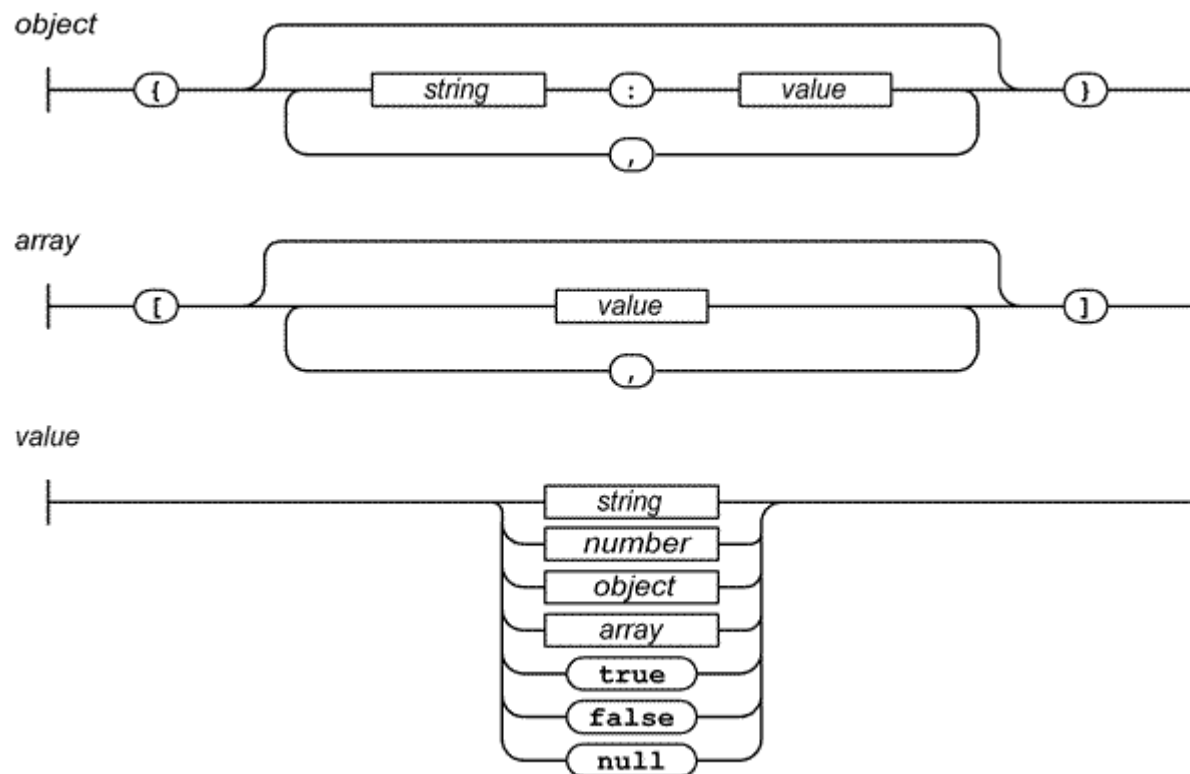 object
{ string : value }
,
array
[ value ]
,
value
string
number
object
array
true
false
null